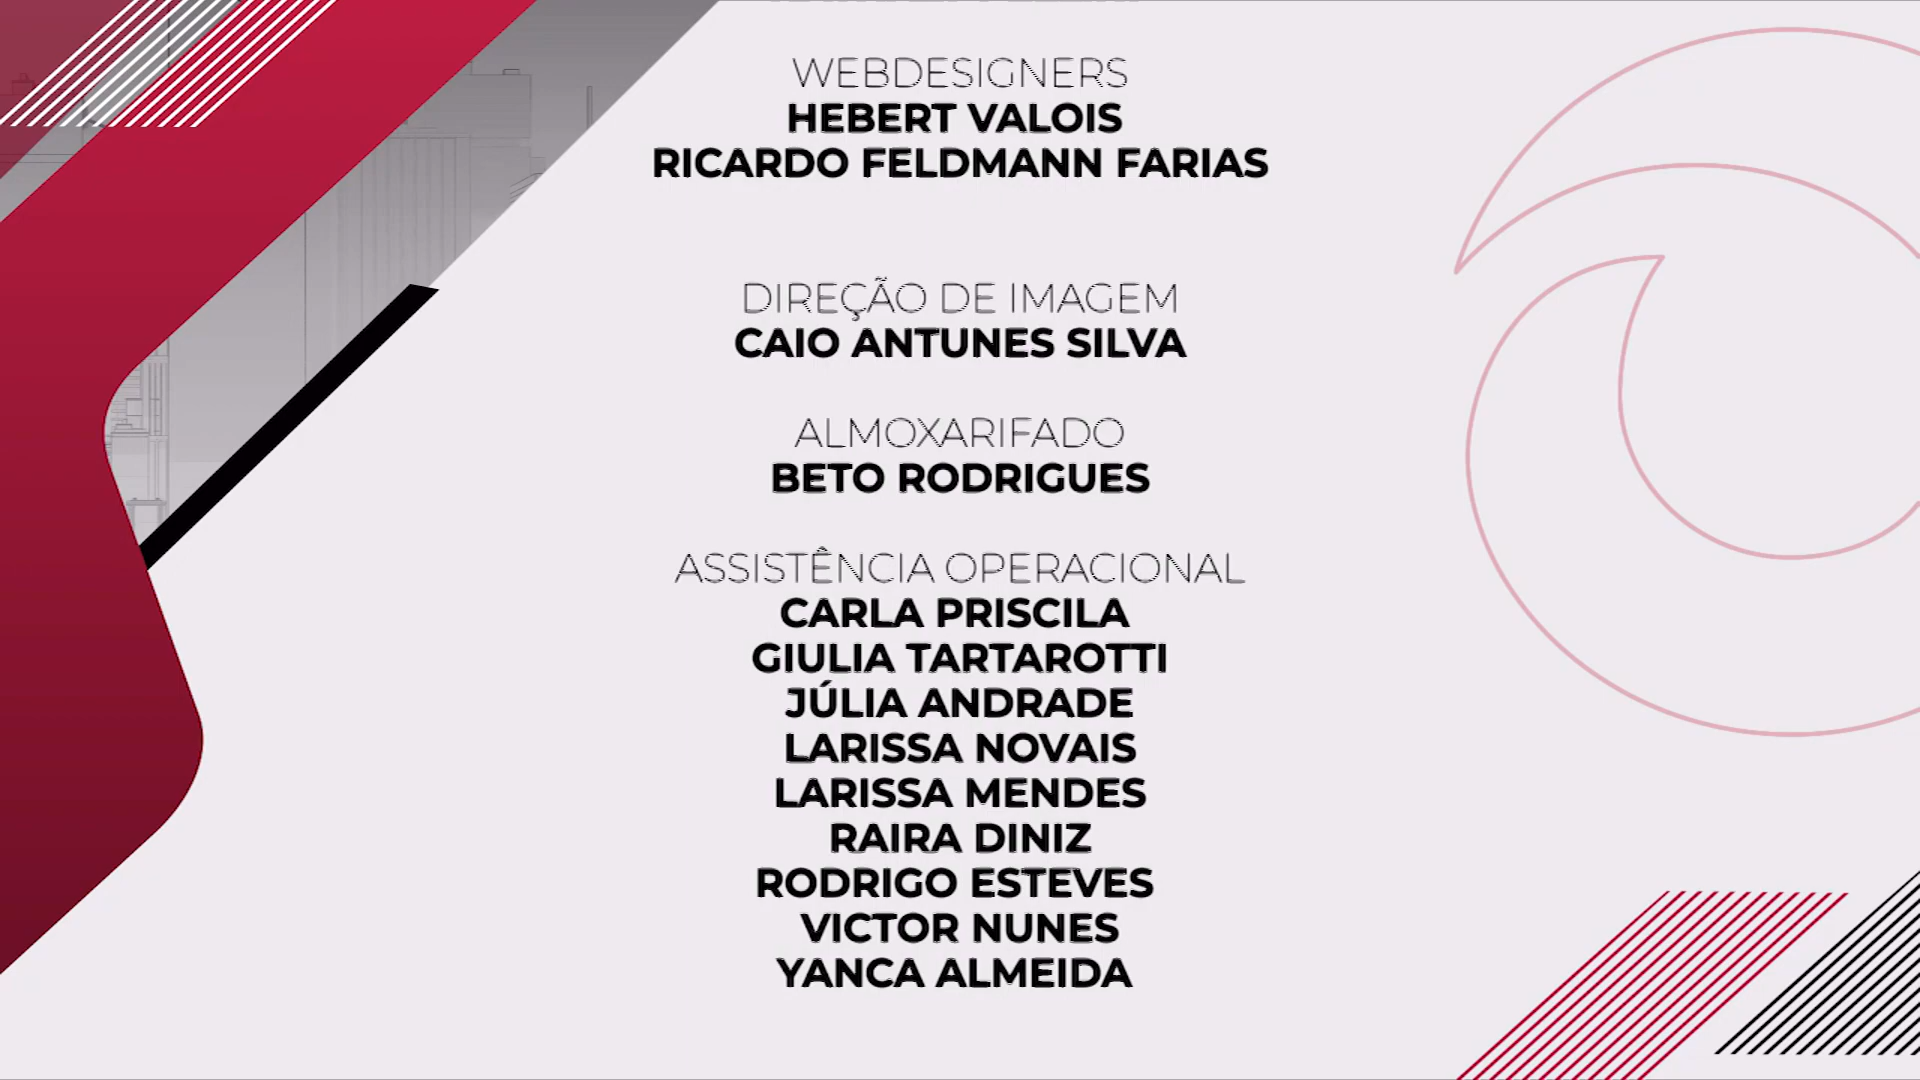 WEBDESIGNERS
HEBERT VALOIS
RICARDO FELDMANN FARIAS
DIREÇÃO DE IMAGEM
CAIO ANTUNES SILVA
ALMOXARIFADO
BETO RODRIGUES
ASSISTÊNCIA OPERACIONAL
CARLA PRISCILA
GIULIA TARTAROTTI
JÚLIA ANDRADE
LARISSA NOVAIS
LARISSA MENDES
RAIRA DINIZ
RODRIGO ESTEVES
VICTOR NUNES
YANCA ALMEIDA